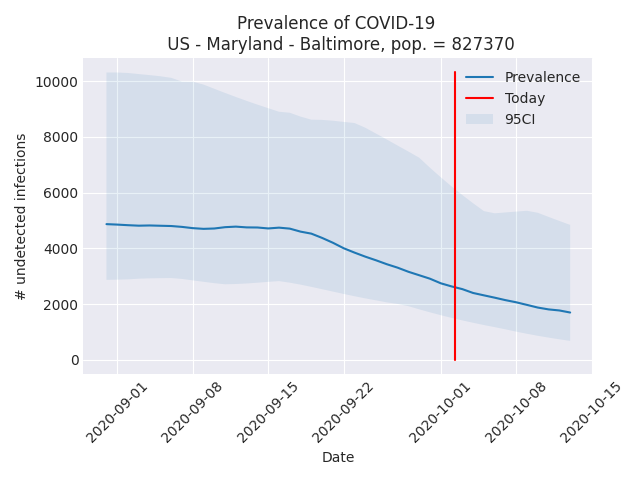 Prevalence of COVID-19
US - Maryland - Baltimore, pop. = 827370
# undetected infections
10000
8000
6000
4000
2000
0
Prevalence
Today
95CI
2020-09-01
2020-09-08
2020-09-15
2020-09-22
2020-10-01
2020-10-08
2020-10-15
Date